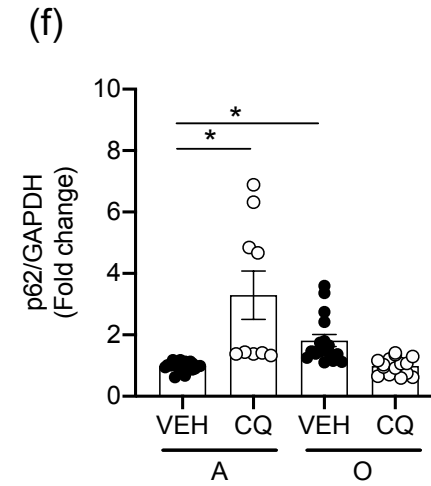 (f)
p62/GAPDH
(Fold change)
10
8
6
4
2
0
*
*
VEH CQ VEH CQ
A O